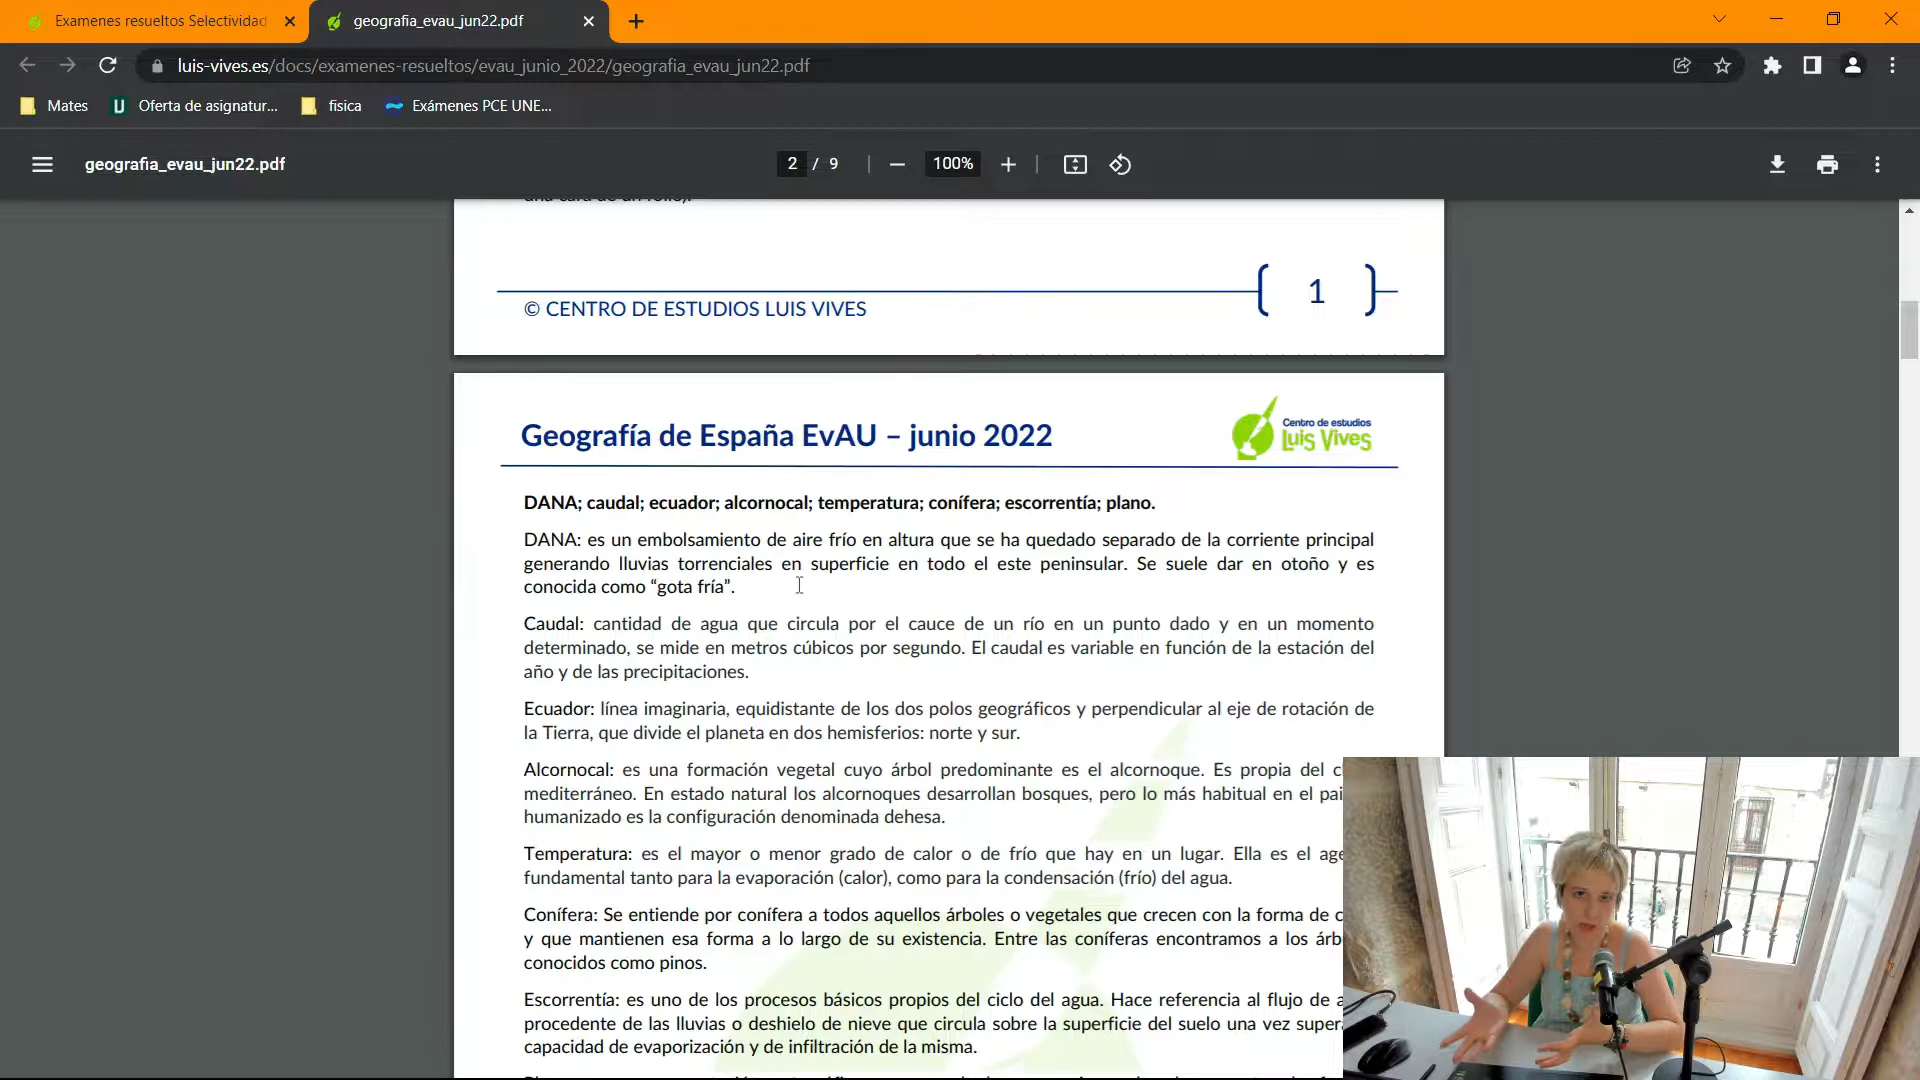 Examenes resueltos Selectividad
geografia_evau_jun22.pdf
luis-vives.es/docs/examenes-resueltos/evau_junio_2022/geografia_evau_jun22.pdf
Mates
U
Oferta de asignatur...
fisica
Exámenes PCE UNE...
geografia_evau_jun22.pdf
2 / 9
100%
una cara de un folio).
© CENTRO DE ESTUDIOS LUIS VIVES
1
Geografía de España EvAU – junio 2022
Centro de estudios
Luis Vives
DANA; caudal; ecuador; alcornocal; temperatura; conífera; escorrentía; plano.
DANA: es un embolsamiento de aire frío en altura que se ha quedado separado de la corriente principal
generando lluvias torrenciales en superficie en todo el este peninsular. Se suele dar en otoño y es
conocida como “gota fría”.
Caudal: cantidad de agua que circula por el cauce de un río en un punto dado y en un momento
determinado, se mide en metros cúbicos por segundo. El caudal es variable en función de la estación del
año y de las precipitaciones.
Ecuador: línea imaginaria, equidistante de los dos polos geográficos y perpendicular al eje de rotación de
la Tierra, que divide el planeta en dos hemisferios: norte y sur.
Alcornocal: es una formación vegetal cuyo árbol predominante es el alcornoque. Es propia del c
mediterráneo. En estado natural los alcornoques desarrollan bosques, pero lo más habitual en el pai
humanizado es la configuración denominada dehesa.
Temperatura: es el mayor o menor grado de calor o de frío que hay en un lugar. Ella es el age
fundamental tanto para la evaporación (calor), como para la condensación (frío) del agua.
Conífera: Se entiende por conífera a todos aquellos árboles o vegetales que crecen con la forma de c
y que mantienen esa forma a lo largo de su existencia. Entre las coníferas encontramos a los árb
conocidos como pinos.
Escorrentía: es uno de los procesos básicos propios del ciclo del agua. Hace referencia al flujo de a
procedente de las lluvias o deshielo de nieve que circula sobre la superficie del suelo una vez supera
capacidad de evaporización y de infiltración de la misma.